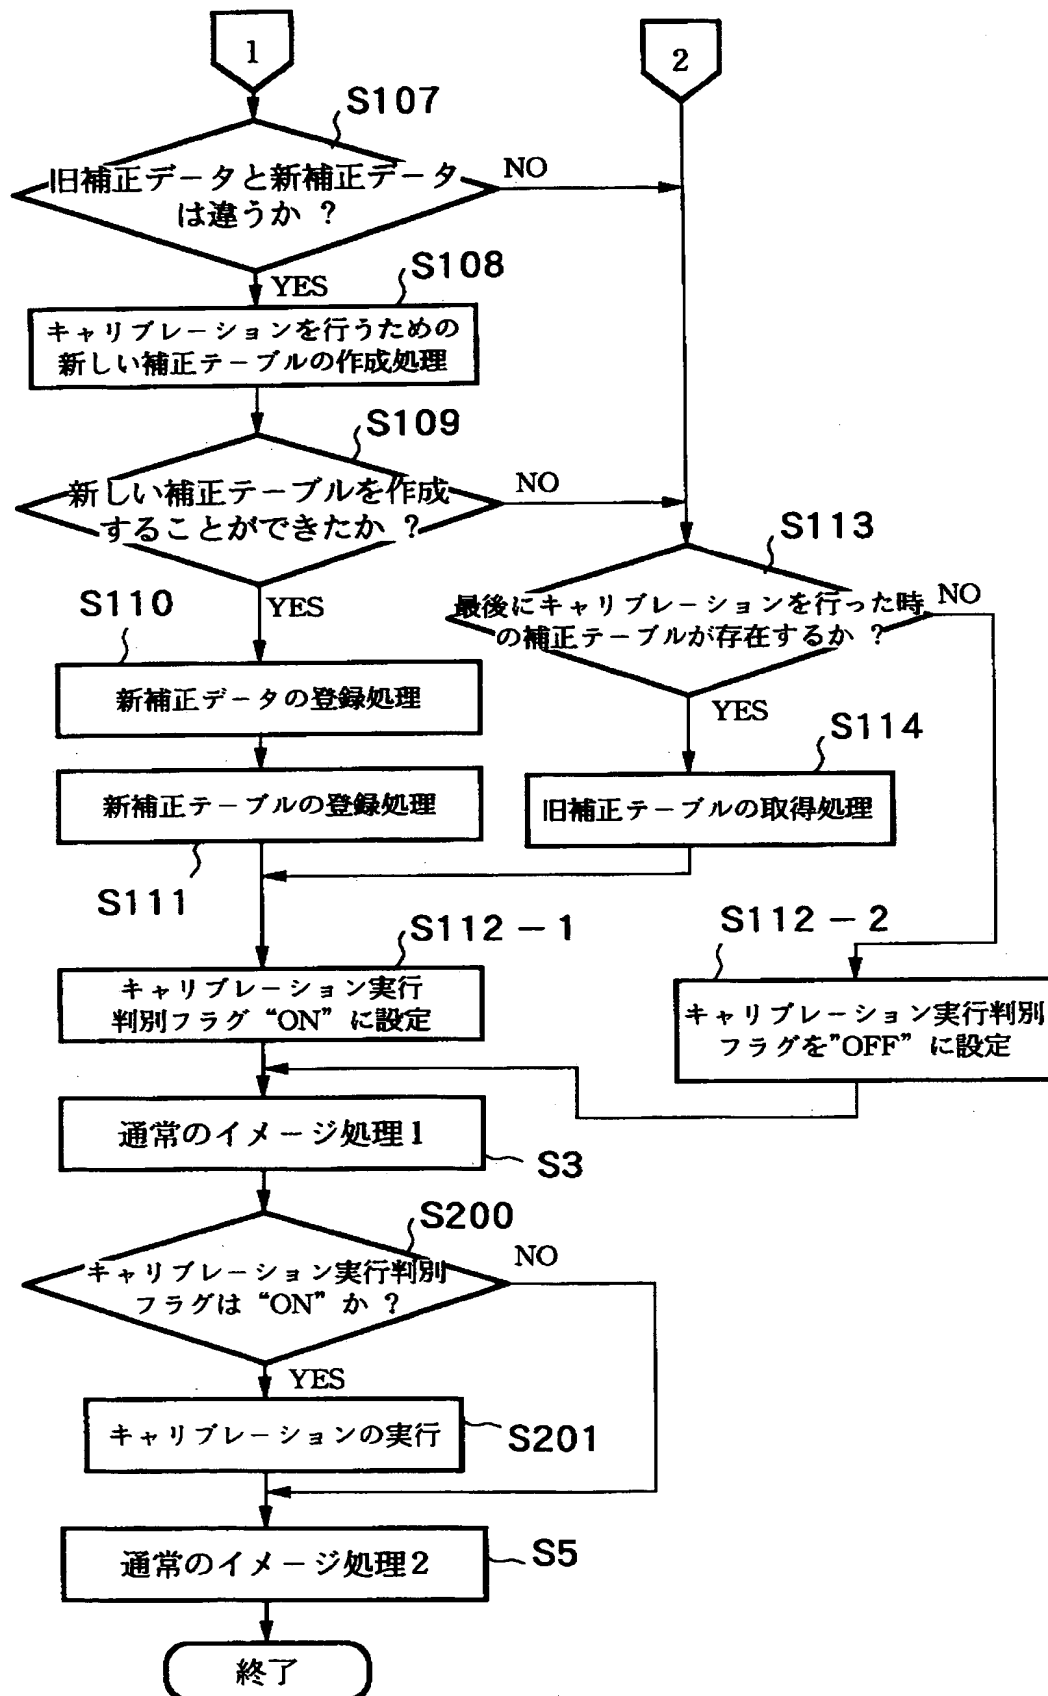 1
2
S107
旧補正データと新補正データ
は違うか ?
NO
YES
S108
キャリブレーションを行うための
新しい補正テーブルの作成処理
S109
新しい補正テーブルを作成
することができたか ?
NO
YES
S113
最後にキャリブレーションを行った時
の補正テーブルが存在するか ?
NO
YES
S110
新補正データの登録処理
S114
旧補正テーブルの取得処理
新補正テーブルの登録処理
S111
S112-1
キャリブレーション実行
判別フラグ“ON”に設定
S112-2
キャリブレーション実行判別
フラグを”OFF”に設定
通常のイメージ処理1
S3
S200
キャリブレーション実行判別
フラグは“ON”か ?
NO
YES
キャリブレーションの実行
S201
通常のイメージ処理2
S5
終了